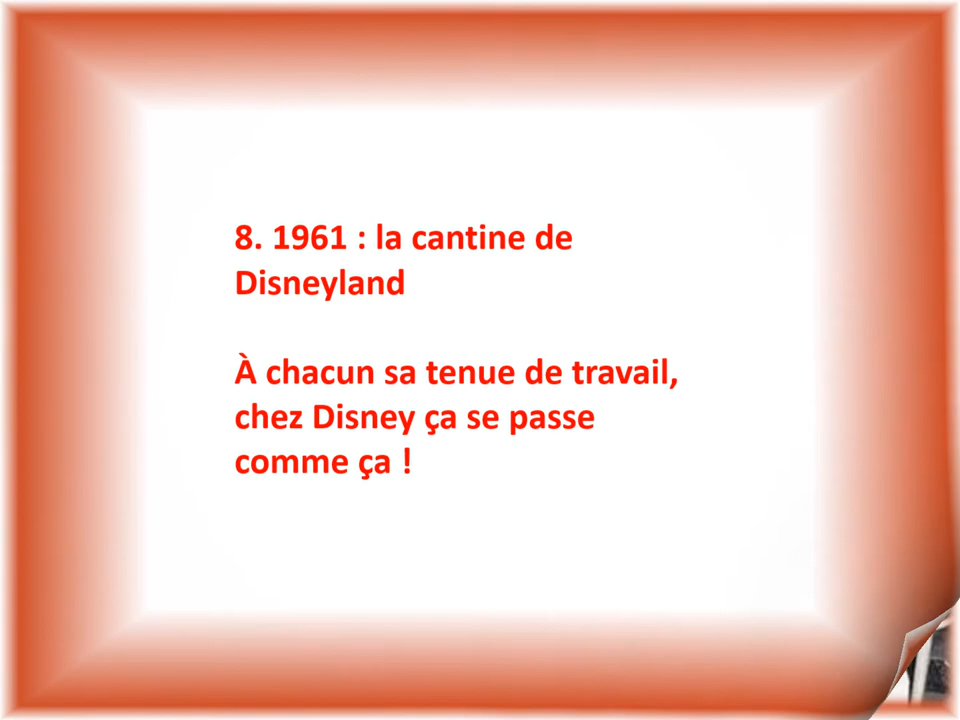 8. 1961 : la cantine de
Disneyland
À chacun sa tenue de travail,
chez Disney ça se passe
comme ça !